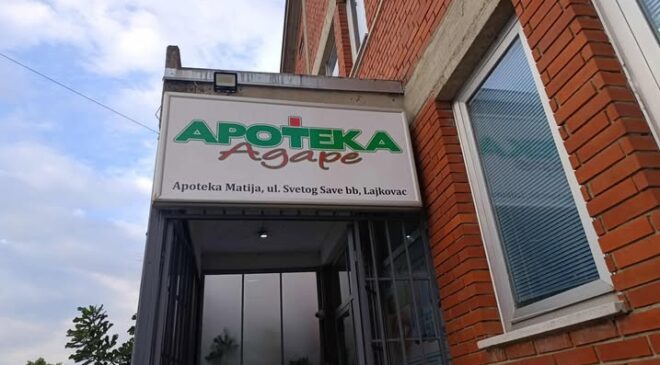 APOTEKA
Agape
Apoteka Matija, ul. Svetog Save bb, Lajkovac